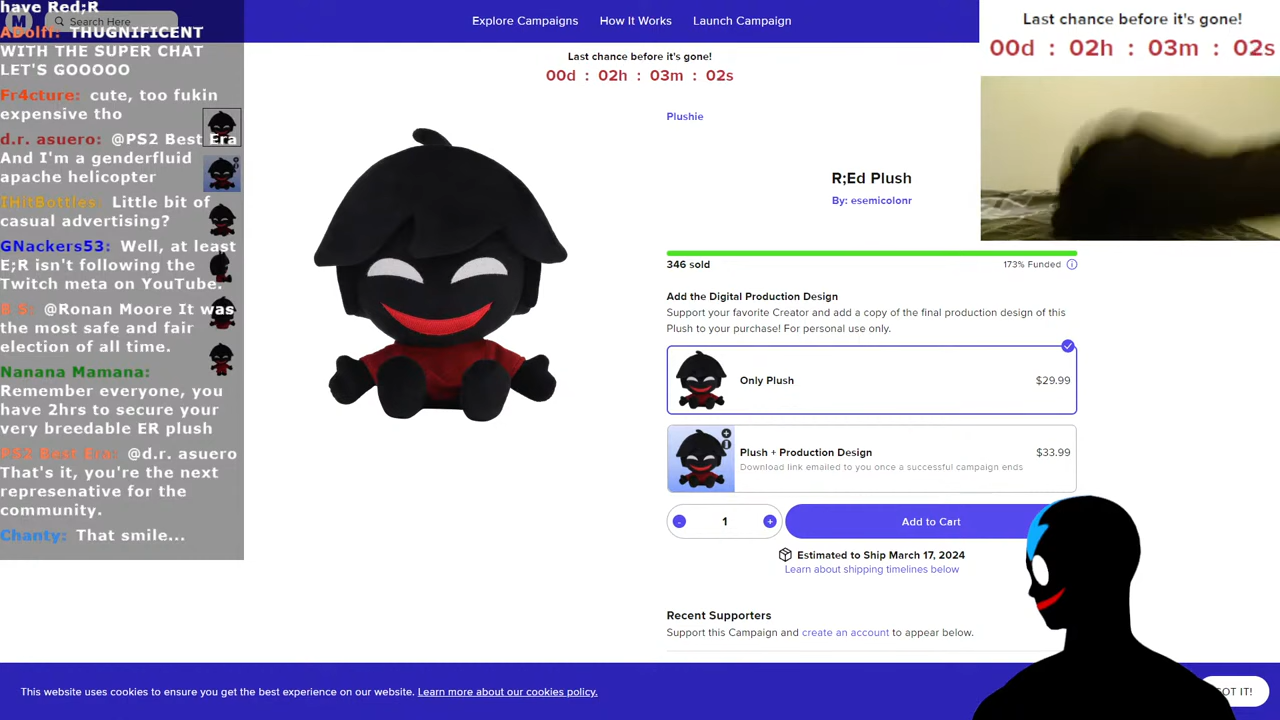 have Red;R
M
Search Here
ADolff: THUGNIFICENT
WITH THE SUPER CHAT
LET'S GOOOOO
Fr4cture: cute, too fukin
expensive tho
d.r. asuero: @PS2 Best Era
And I'm a genderfluid
apache helicopter
IHitBottles: Little bit of
casual advertising?
GNackers53: Well, at least
E;R isn't following the
Twitch meta on YouTube.
B S: @Ronan Moore It was
the most safe and fair
election of all time.
Nanana Mamana:
Remember everyone, you
have 2hrs to secure your
very breedable ER plush
PS2 Best Era: @d.r. asuero
That's it, you're the next
represenative for the
community.
Chanty: That smile...
Explore Campaigns
How It Works
Launch Campaign
Last chance before it's gone!
00d : 02h : 03m : 02s
Last chance before it's gone!
00d : 02h : 03m : 02s
Plushie
R;Ed Plush
By: esemicolonr
346 sold
173% Funded
Add the Digital Production Design
Support your favorite Creator and add a copy of the final production design of this
Plush to your purchase! For personal use only.
Only Plush
$29.99
Plush + Production Design
$33.99
Download link emailed to you once a successful campaign ends
- 1 +
Add to Cart
Estimated to Ship March 17, 2024
Learn about shipping timelines below
Recent Supporters
Support this Campaign and create an account to appear below.
This website uses cookies to ensure you get the best experience on our website. Learn more about our cookies policy.
GOT IT!